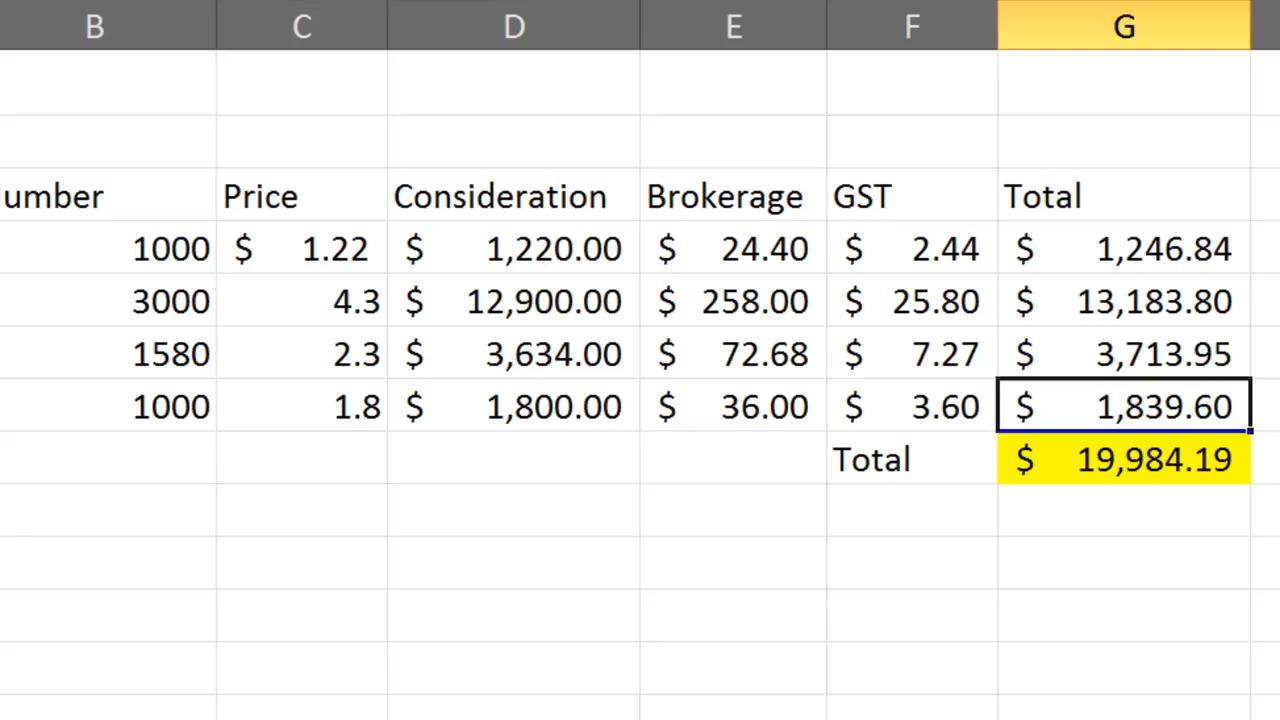 B C D E F G
umber Price Consideration Brokerage GST Total
1000 $ 1.22 $ 1,220.00 $ 24.40 $ 2.44 $ 1,246.84
3000 4.3 $ 12,900.00 $ 258.00 $ 25.80 $ 13,183.80
1580 2.3 $ 3,634.00 $ 72.68 $ 7.27 $ 3,713.95
1000 1.8 $ 1,800.00 $ 36.00 $ 3.60 $ 1,839.60
Total $ 19,984.19